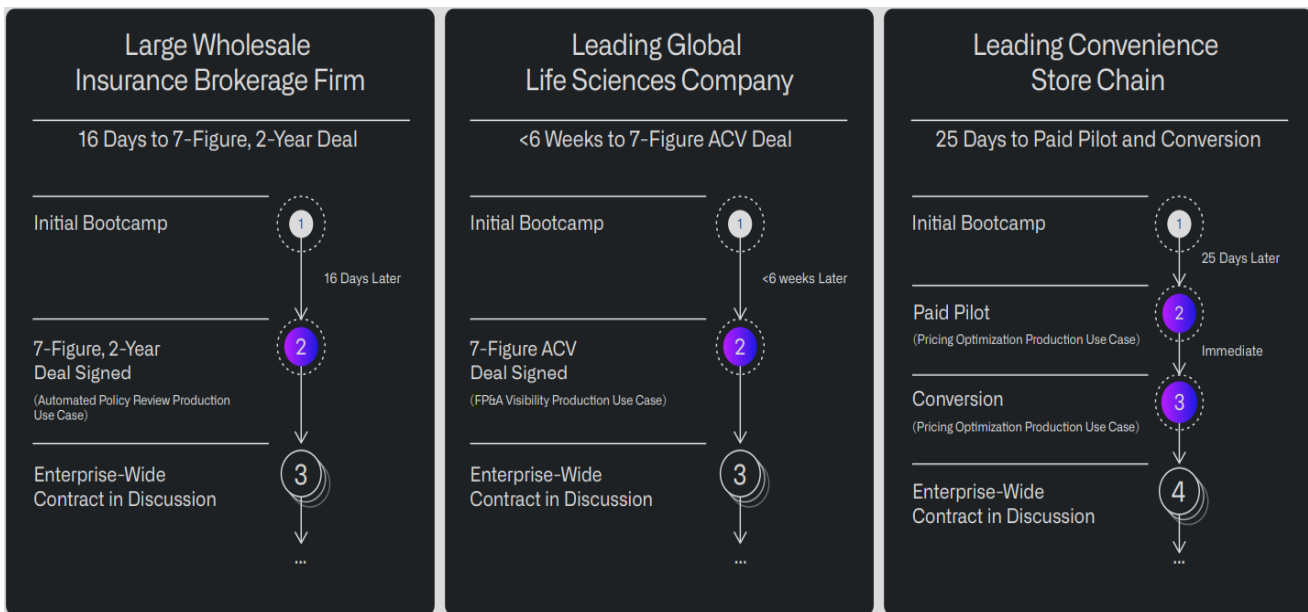 Large Wholesale
Insurance Brokerage Firm
16 Days to 7-Figure, 2-Year Deal
Initial Bootcamp
1
16 Days Later
7-Figure, 2-Year
Deal Signed
(Automated Policy Review Production
Use Case)
2
Enterprise-Wide
Contract in Discussion
3
...
Leading Global
Life Sciences Company
<6 Weeks to 7-Figure ACV Deal
Initial Bootcamp
1
<6 weeks Later
7-Figure ACV
Deal Signed
(FP&A Visibility Production Use Case)
2
Enterprise-Wide
Contract in Discussion
3
...
Leading Convenience
Store Chain
25 Days to Paid Pilot and Conversion
Initial Bootcamp
1
25 Days Later
Paid Pilot
(Pricing Optimization Production Use Case)
2
Immediate
Conversion
(Pricing Optimization Production Use Case)
3
Enterprise-Wide
Contract in Discussion
4
...